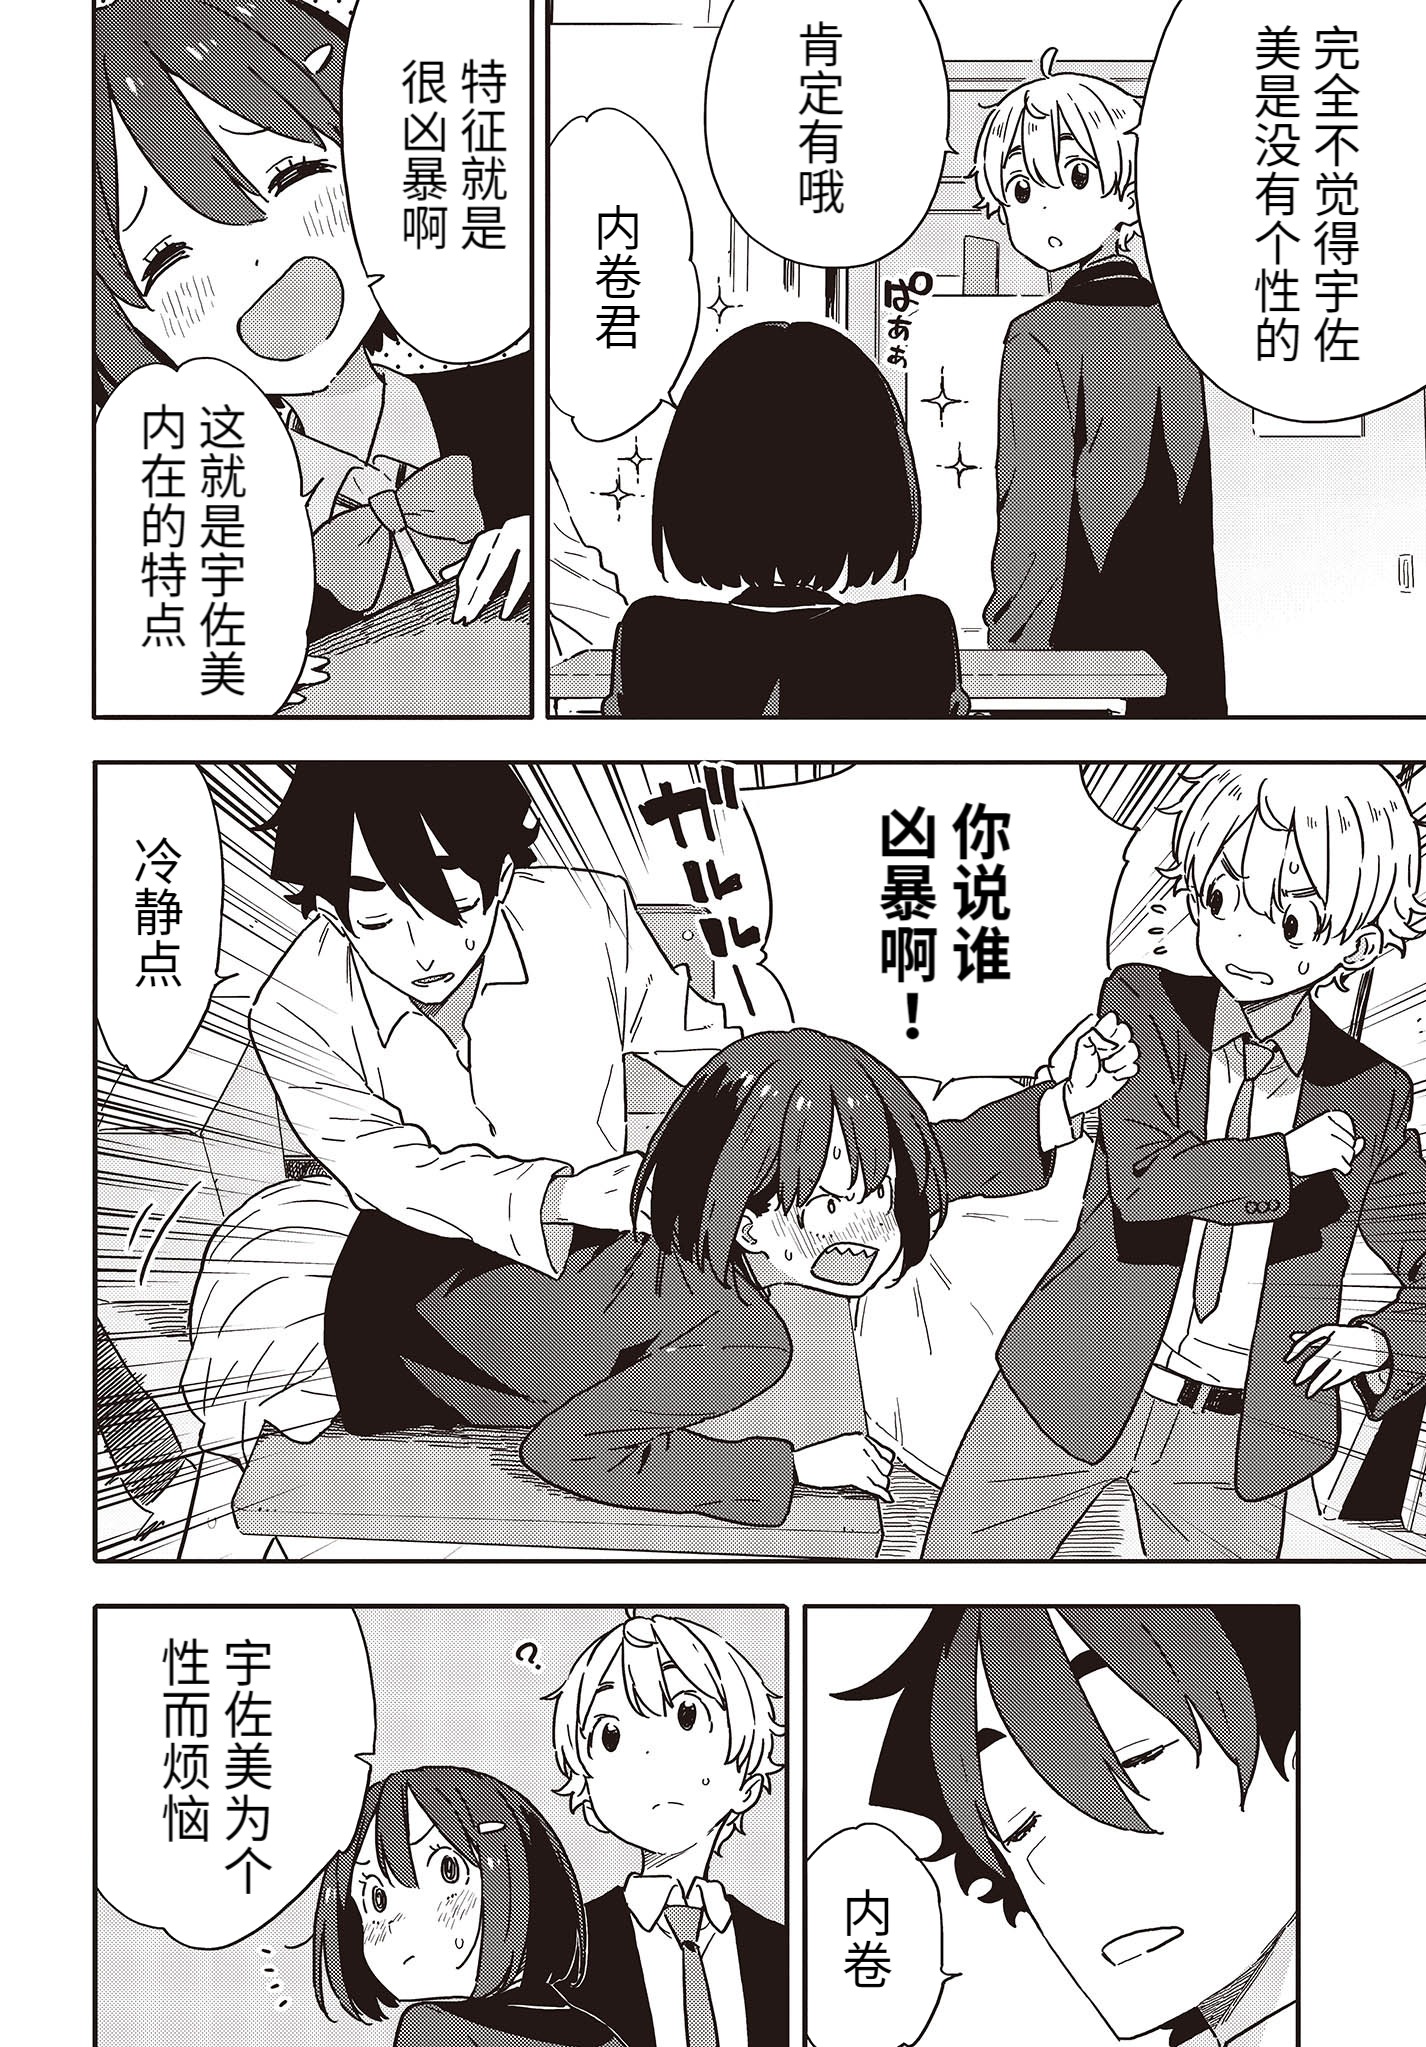 完全不觉得宇佐
美是没有个性的
肯定有哦
内卷君
ぱぁぁ
特征就是
很凶暴啊
这就是宇佐美
内在的特点
你说谁
凶暴啊！
ガルルルー
冷静点
内卷
?
宇佐美为个
性而烦恼